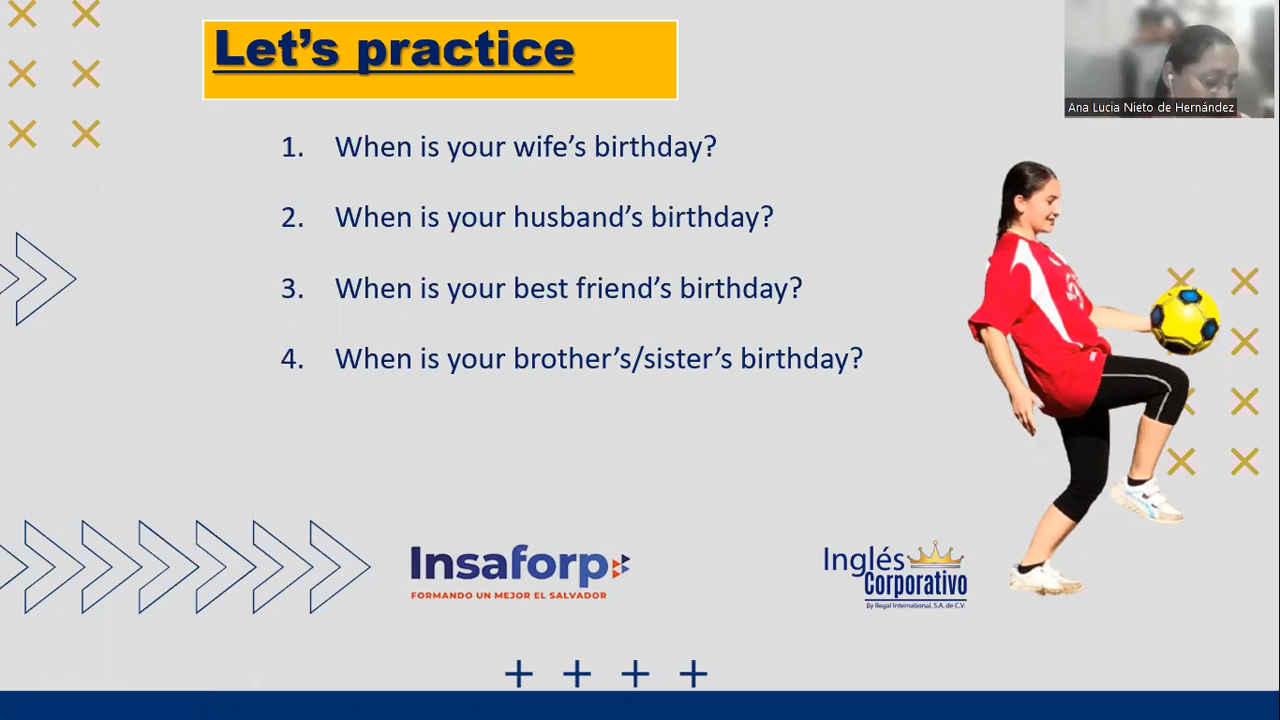 Let's practice
Ana Lucia Nieto de Hernández
1. When is your wife's birthday?
2. When is your husband's birthday?
3. When is your best friend's birthday?
4. When is your brother's/sister's birthday?
Insaforp
FORMANDO UN MEJOR EL SALVADOR
Inglés
Corporativo
By Regal International, S.A. de C.V.